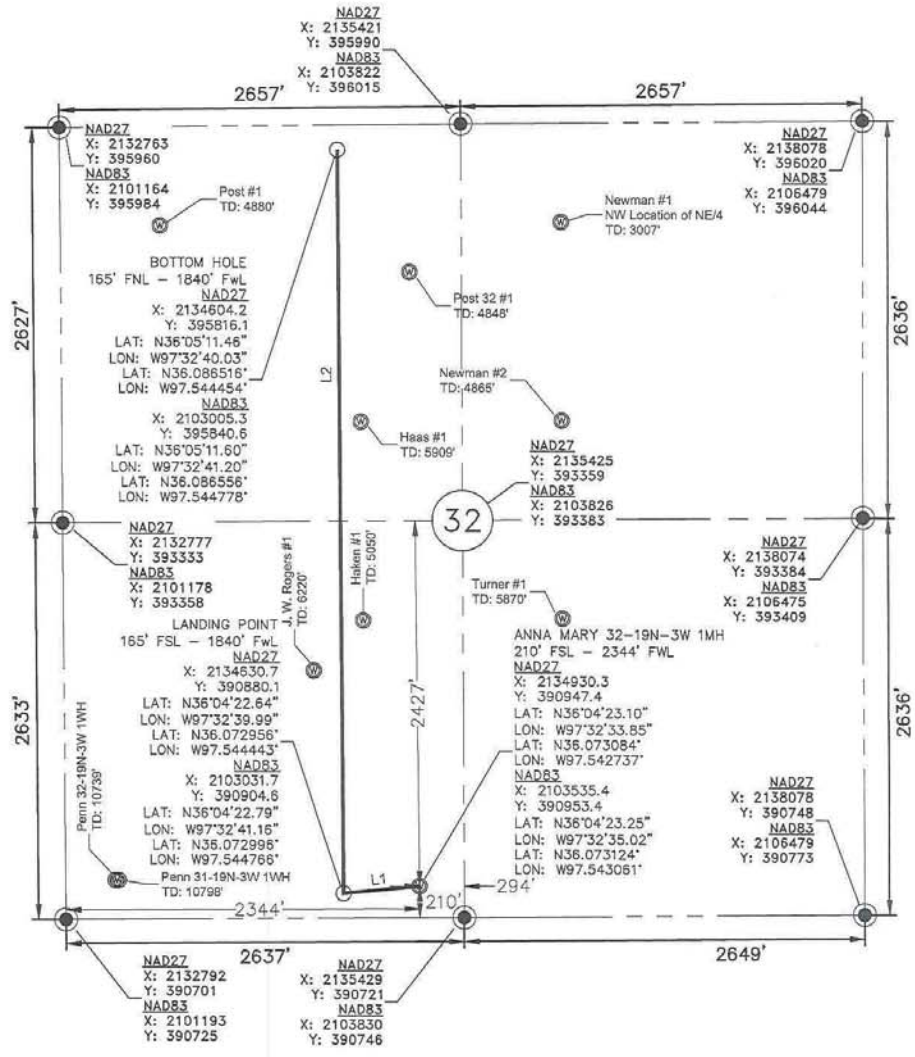 NAD27
X: 2135421
Y: 395990
NAD83
X: 2103822
Y: 396015
2657'
2657'
NAD27
X: 2132763
Y: 395960
NAD83
X: 2101164
Y: 395984
NAD27
X: 2138078
Y: 396020
NAD83
X: 2106479
Y: 396044
Post #1
TD: 4880'
Newman #1
NW Location of NE/4
TD: 3007'
BOTTOM HOLE
165' FNL – 1840' FwL
NAD27
X: 2134604.2
Y: 395816.1
LAT: N36°05'11.46"
LON: W97°32'40.03"
LAT: N36.086516°
LON: W97.544454°
NAD83
X: 2103005.3
Y: 395840.6
LAT: N36°05'11.60"
LON: W97°32'41.20"
LAT: N36.086556°
LON: W97.544778°
2627'
L2
Post 32 #1
TD: 4848'
2636'
Newman #2
TD: 4865'
Haas #1
TD: 5909'
NAD27
X: 2135425
Y: 393359
NAD83
X: 2103826
Y: 393383
32
NAD27
X: 2132777
Y: 393333
NAD83
X: 2101178
Y: 393358
NAD27
X: 2138074
Y: 393384
NAD83
X: 2106475
Y: 393409
J. W. Rogers #1
TD: 6220'
Haken #1
TD: 5050'
Turner #1
TD: 5870'
LANDING POINT
165' FSL – 1840' FwL
NAD27
X: 2134630.7
Y: 390880.1
LAT: N36°04'22.64"
LON: W97°32'39.99"
LAT: N36.072956°
LON: W97.544443°
NAD83
X: 2103031.7
Y: 390904.6
LAT: N36°04'22.79"
LON: W97°32'41.16"
LAT: N36.072996°
LON: W97.544766°
2633'
2427'
ANNA MARY 32-19N-3W 1MH
210' FSL – 2344' FWL
NAD27
X: 2134930.3
Y: 390947.4
LAT: N36°04'23.10"
LON: W97°32'33.85"
LAT: N36.073084°
LON: W97.542737°
NAD83
X: 2103535.4
Y: 390953.4
LAT: N36°04'23.25"
LON: W97°32'35.02"
LAT: N36.073124°
LON: W97.543061°
2636'
NAD27
X: 2138078
Y: 390748
NAD83
X: 2106479
Y: 390773
Penn 32-19N-3W 1WH
TD: 10739'
Penn 31-19N-3W 1WH
TD: 10798'
L1
2344'
210'
294'
2637'
2649'
NAD27
X: 2132792
Y: 390701
NAD83
X: 2101193
Y: 390725
NAD27
X: 2135429
Y: 390721
NAD83
X: 2103830
Y: 390746